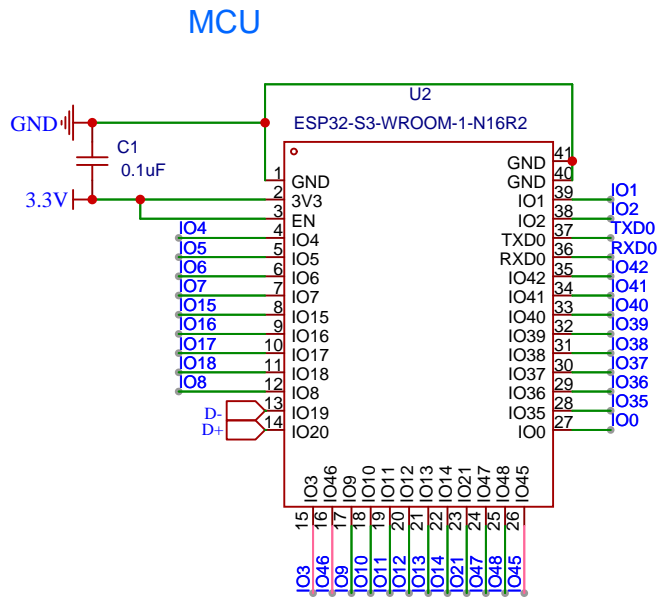 MCU
U2
ESP32-S3-WROOM-1-N16R2
GND
C1
0.1uF
3.3V
1 GND
2 3V3
3 EN
IO4 4 IO4
IO5 5 IO5
IO6 6 IO6
IO7 7 IO7
IO15 8 IO15
IO16 9 IO16
IO17 10 IO17
IO18 11 IO18
IO8 12 IO8
D- 13 IO19
D+ 14 IO20
GND 41
GND 40
IO1 39 IO1
IO2 38 IO2
TXD0 37 TXD0
RXD0 36 RXD0
IO42 35 IO42
IO41 34 IO41
IO40 33 IO40
IO39 32 IO39
IO38 31 IO38
IO37 30 IO37
IO36 29 IO36
IO35 28 IO35
IO0 27 IO0
IO3 15 IO3
IO46 16 IO46
IO9 17 IO9
IO10 18 IO10
IO11 19 IO11
IO12 20 IO12
IO13 21 IO13
IO14 22 IO14
IO21 23 IO21
IO47 24 IO47
IO48 25 IO48
IO45 26 IO45